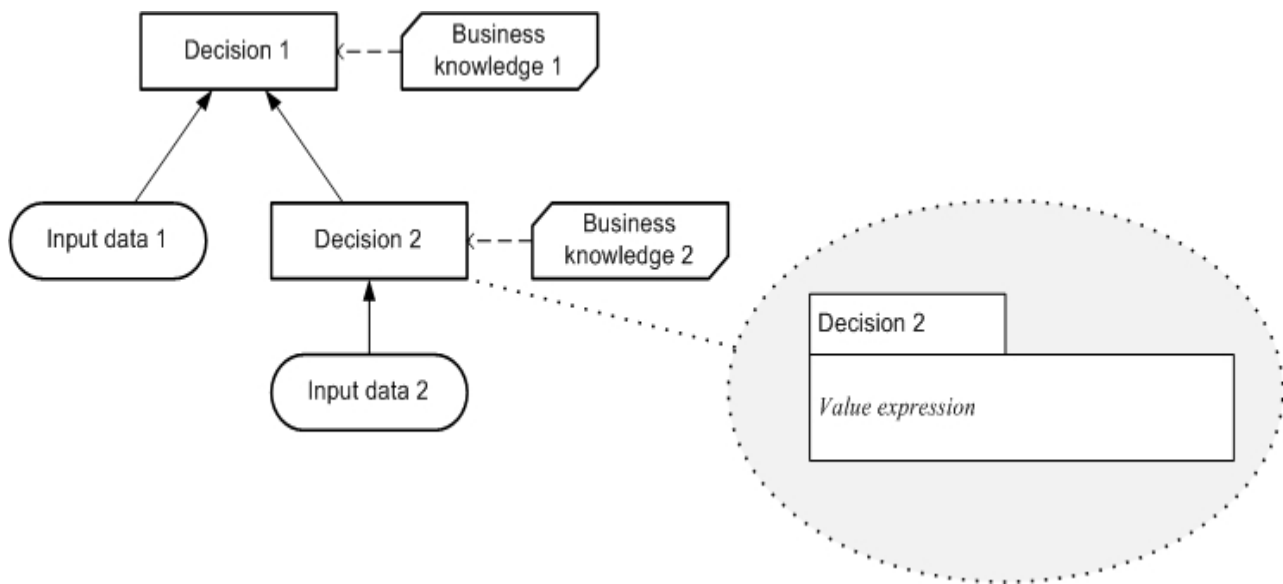 Decision 1
Business
knowledge 1
Input data 1
Decision 2
Business
knowledge 2
Input data 2
Decision 2
Value expression